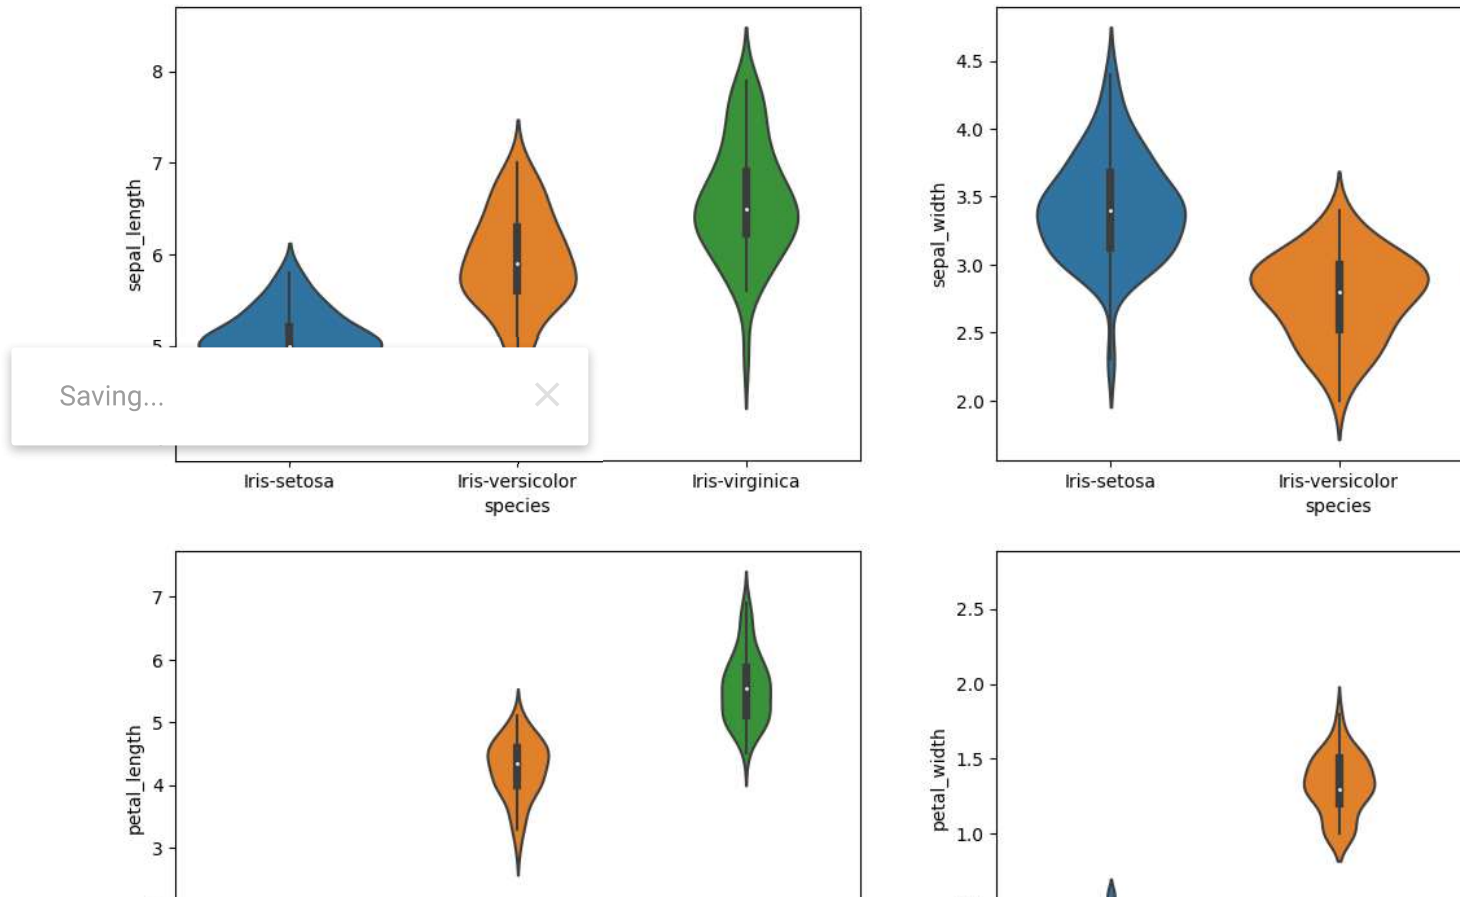 8
7
6
5
sepal_length
Saving...
Iris-setosa
Iris-versicolor
Iris-virginica
species
4.5
4.0
3.5
3.0
2.5
2.0
sepal_width
Iris-setosa
Iris-versicolor
species
7
6
5
4
3
petal_length
2.5
2.0
1.5
1.0
petal_width